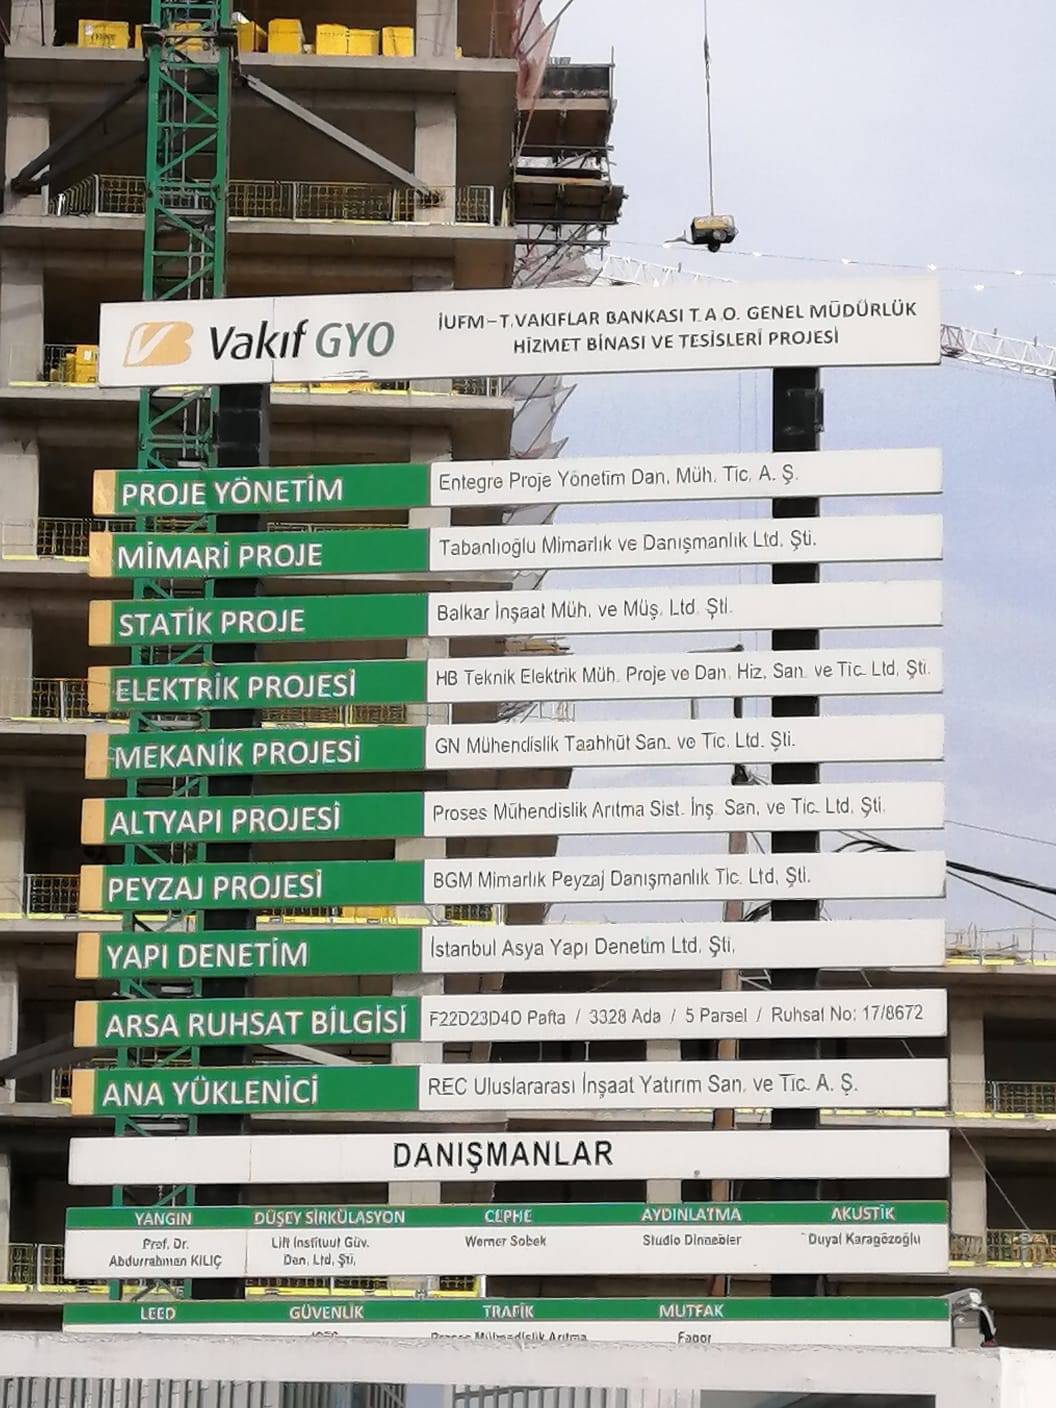 Vakıf GYO
İUFM-T.VAKIFLAR BANKASI T.A.O. GENEL MÜDÜRLÜK
HİZMET BİNASI VE TESİSLERİ PROJESİ
PROJE YÖNETİM Entegre Proje Yönetim Dan. Müh. Tic. A. Ş.
MİMARİ PROJE Tabanlıoğlu Mimarlık ve Danışmanlık Ltd. Şti.
STATİK PROJE Balkar İnşaat Müh. ve Müş. Ltd. Şti.
ELEKTRİK PROJESİ HB Teknik Elektrik Müh. Proje ve Dan. Hiz. San. ve Tic. Ltd. Şti.
MEKANİK PROJESİ GN Mühendislik Taahhüt San. ve Tic. Ltd. Şti.
ALTYAPI PROJESİ Proses Mühendislik Arıtma Sist. İnş. San. ve Tic. Ltd. Şti.
PEYZAJ PROJESİ BGM Mimarlık Peyzaj Danışmanlık Tic. Ltd. Şti.
YAPI DENETİM İstanbul Asya Yapı Denetim Ltd. Şti.
ARSA RUHSAT BİLGİSİ F22D23D4D Pafta / 3328 Ada / 5 Parsel / Ruhsat No: 17/8672
ANA YÜKLENİCİ REC Uluslararası İnşaat Yatırım San. ve Tic. A. Ş.
DANIŞMANLAR
YANGIN DÜŞEY SİRKÜLASYON CEPHE AYDINLATMA AKUSTİK
Prof. Dr. Lift Instituut Güv. Werner Sobek Studio Dinnebier Duyal Karagözoğlu
Abdurrahman KILIÇ Dan. Ltd. Şti.
LEED GÜVENLİK TRAFİK MUTFAK
Proses Mühendislik Arıtma